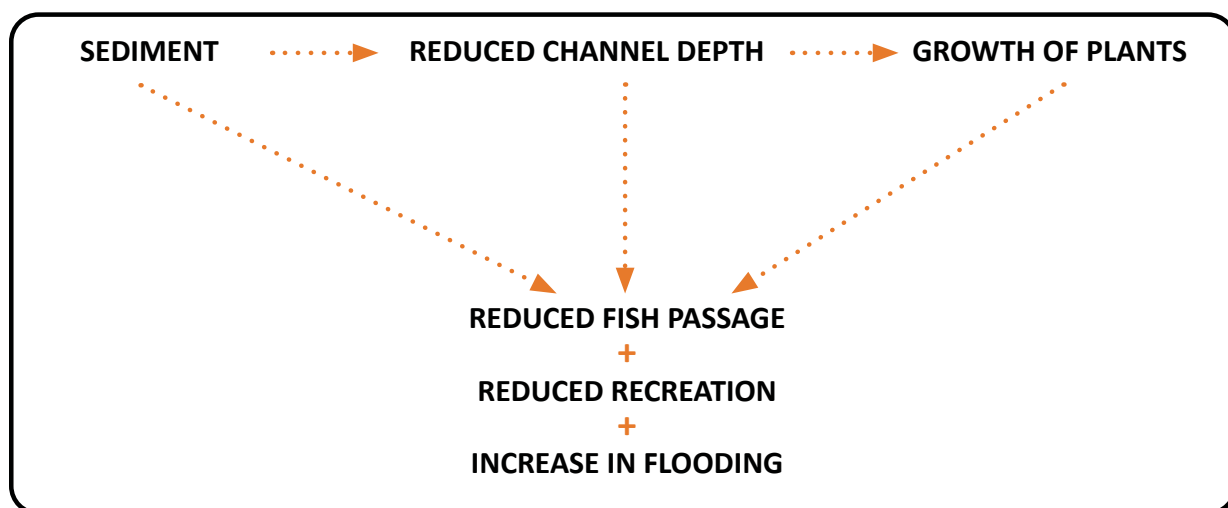 SEDIMENT
REDUCED CHANNEL DEPTH
GROWTH OF PLANTS
REDUCED FISH PASSAGE
+
REDUCED RECREATION
+
INCREASE IN FLOODING